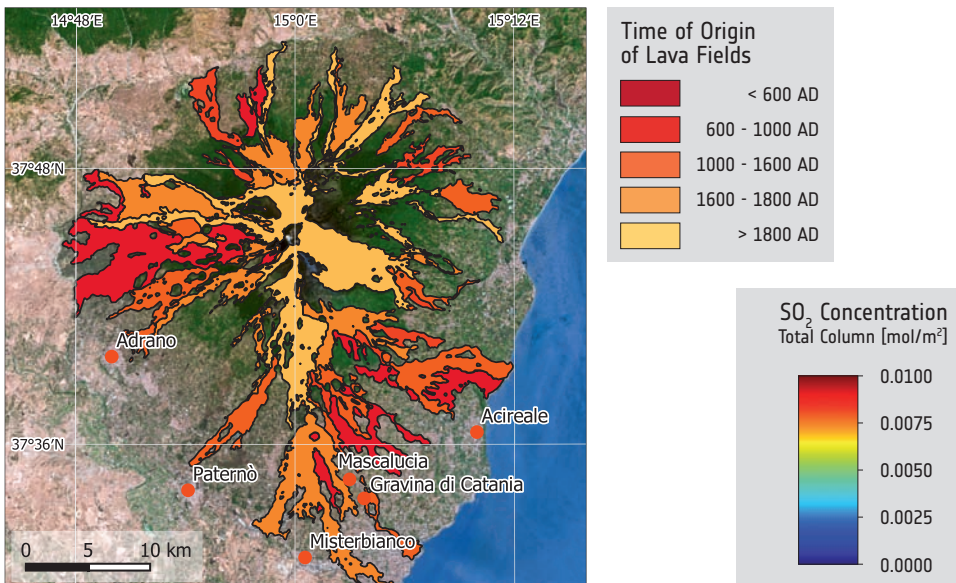 14°48'E
15°0'E
15°12'E
37°48'N
37°36'N
Adrano
Acireale
Mascalucia
Paternò
Gravina di Catania
Misterbianco
0 5 10 km
Time of Origin
of Lava Fields
< 600 AD
600 - 1000 AD
1000 - 1600 AD
1600 - 1800 AD
> 1800 AD
SO₂ Concentration
Total Column [mol/m²]
0.0100
0.0075
0.0050
0.0025
0.0000